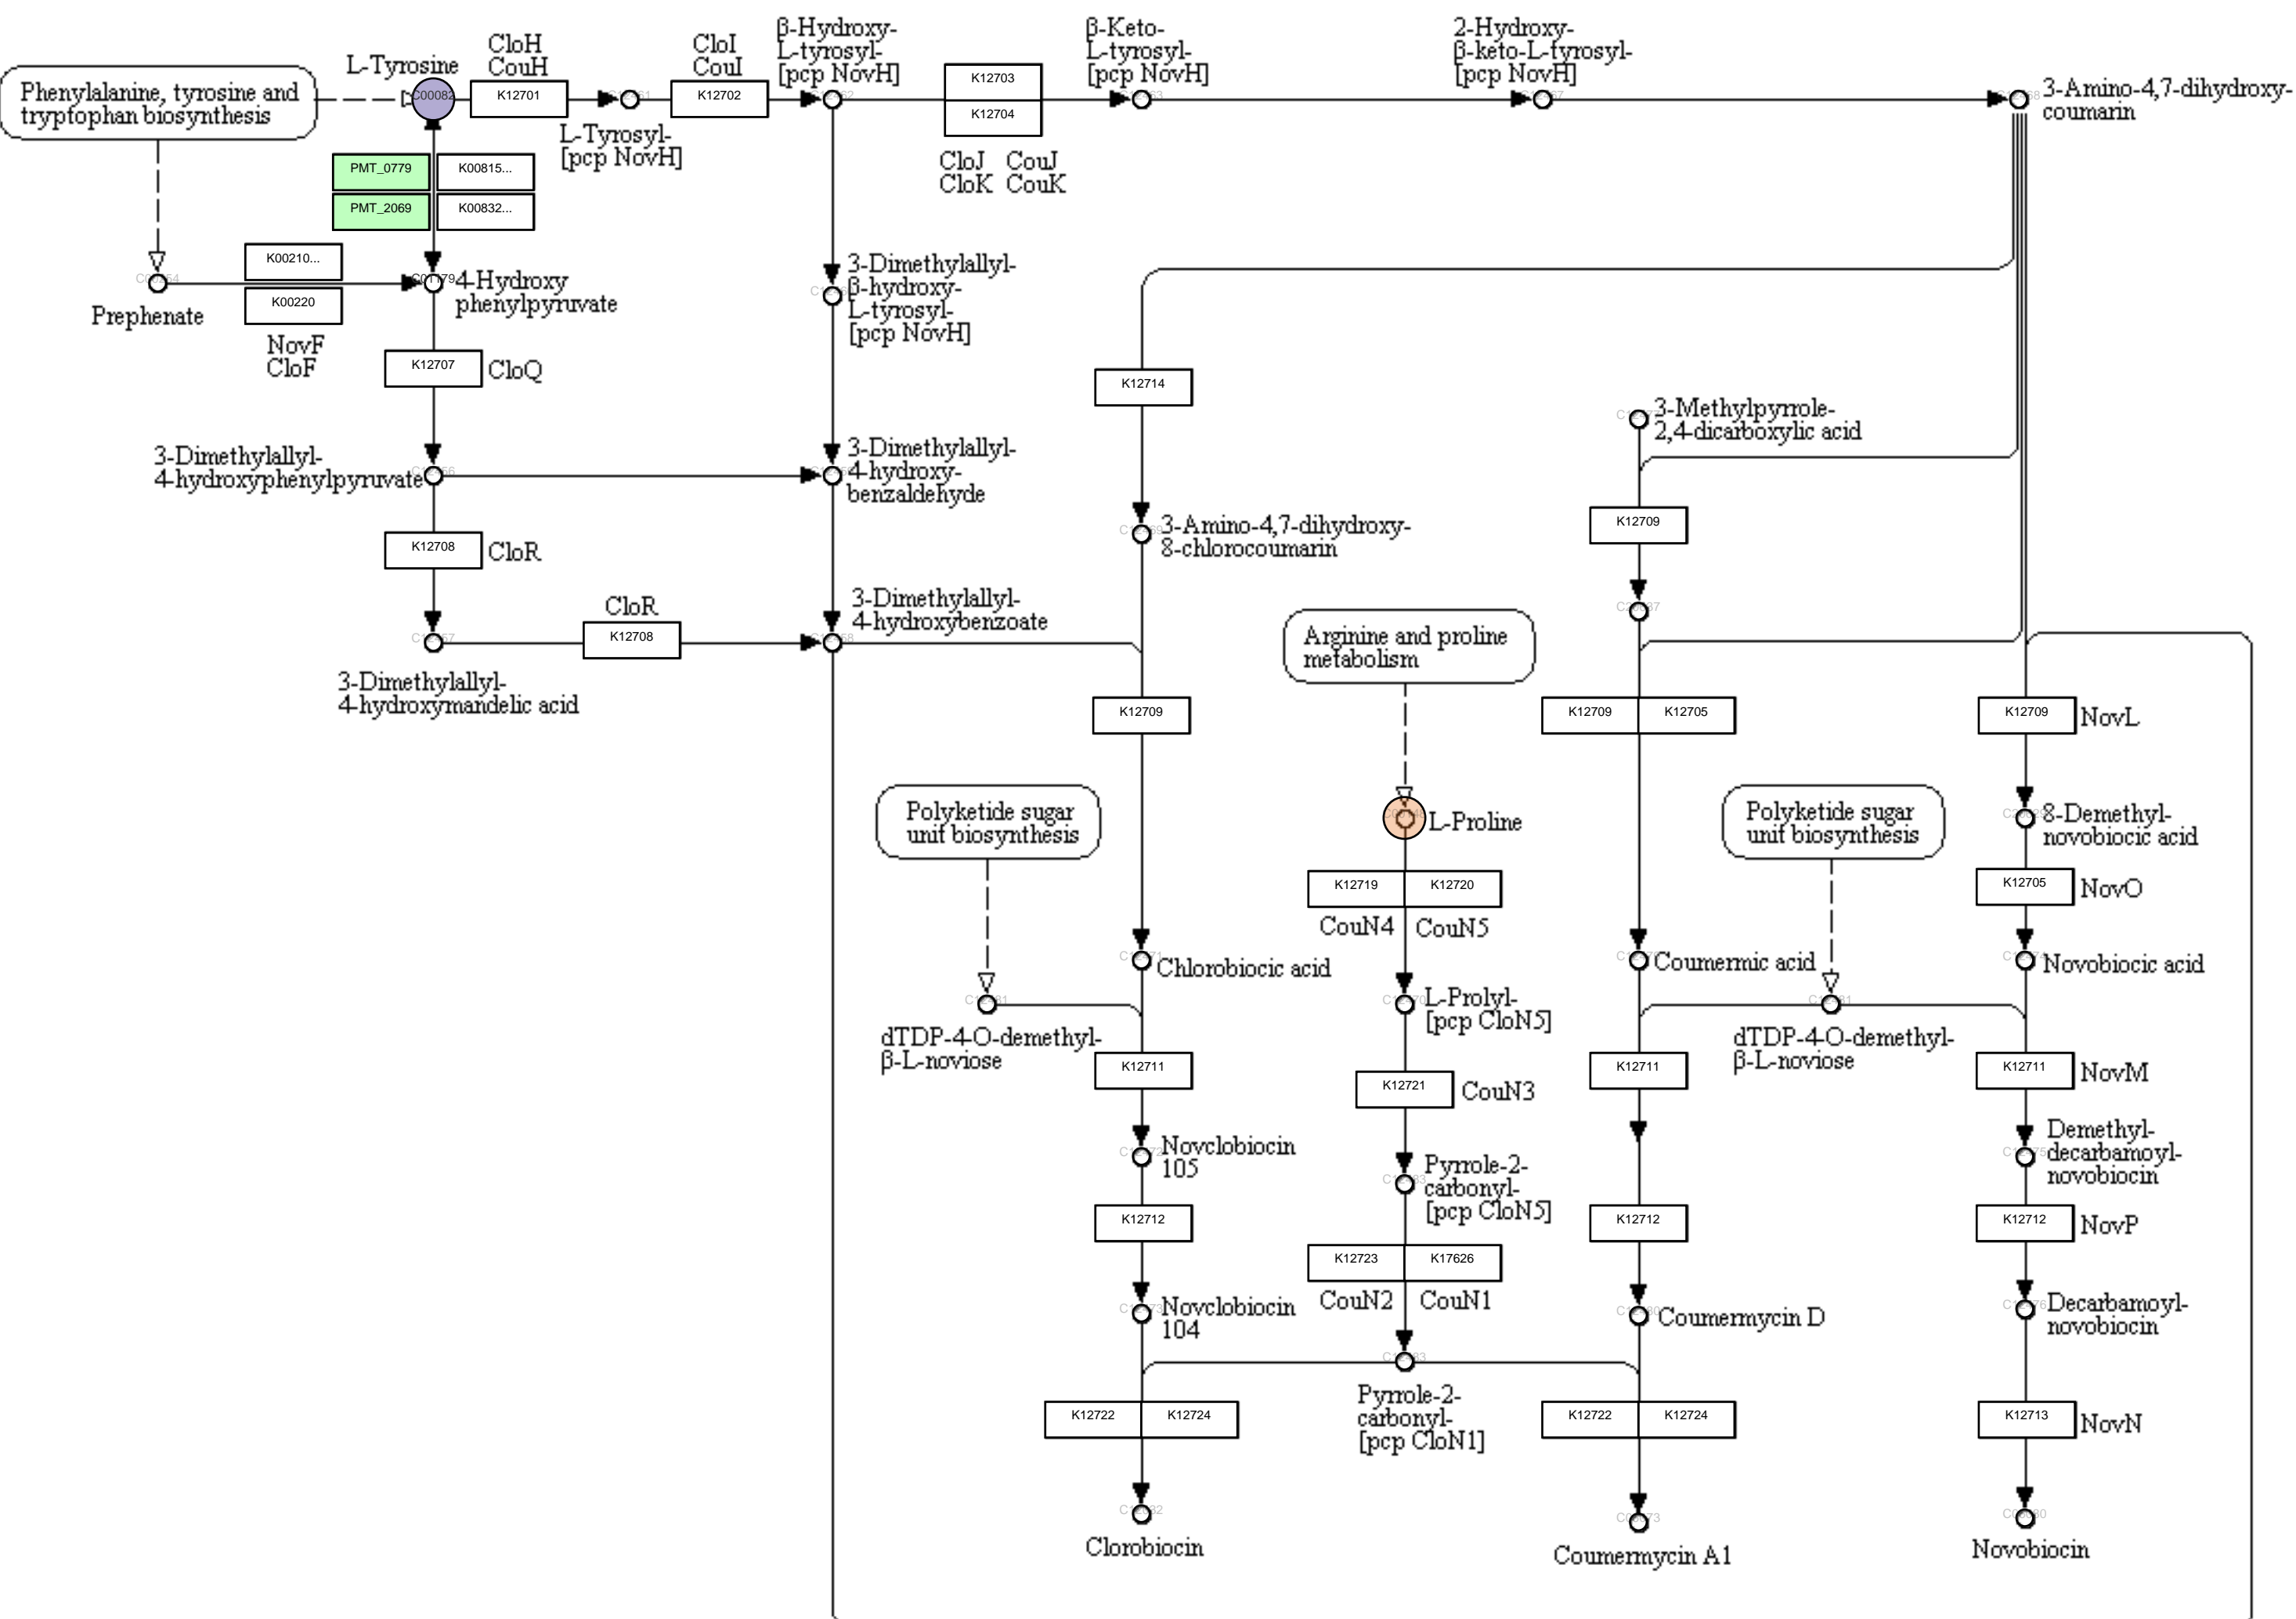 β-Hydroxy-
L-tyrosyl-
[pcp NovH]
β-Keto-
L-tyrosyl-
[pcp NovH]
2-Hydroxy-
β-keto-L-tyrosyl-
[pcp NovH]
CloH
CouH
CloI
CouI
L-Tyrosine
Phenylalanine, tyrosine and
tryptophan biosynthesis
C00082
K12701
K12702
K12703
K12704
3-Amino-4,7-dihydroxy-
coumarin
L-Tyrosyl-
[pcp NovH]
CloJ CouJ
CloK CouK
PMT_0779
K00815...
PMT_2069
K00832...
K00210...
K00220
Prephenate
4-Hydroxy
phenylpyruvate
NovF
CloF
3-Dimethylallyl-
β-hydroxy-
L-tyrosyl-
[pcp NovH]
K12707
CloQ
K12714
3-Methylpyrrole-
2,4-dicarboxylic acid
3-Dimethylallyl-
4-hydroxyphenylpyruvate
3-Dimethylallyl-
4-hydroxy-
benzaldehyde
K12708
CloR
3-Amino-4,7-dihydroxy-
8-chlorocoumarin
K12709
CloR
K12708
3-Dimethylallyl-
4-hydroxybenzoate
Arginine and proline
metabolism
3-Dimethylallyl-
4-hydroxymandelic acid
K12709
K12709
K12705
K12709
NovL
Polyketide sugar
unif biosynthesis
L-Proline
Polyketide sugar
unif biosynthesis
8-Demethyl-
novobiocic acid
K12719
K12720
K12705
NovO
CouN4
CouN5
Chlorobiocic acid
Coumermic acid
Novobiocic acid
L-Prolyl-
[pcp CloN5]
dTDP-4-O-demethyl-
β-L-noviose
dTDP-4-O-demethyl-
β-L-noviose
K12711
K12721
CouN3
K12711
K12711
NovM
Novclobiocin
105
Pyrrole-2-
carbonyl-
[pcp CloN5]
Demethyl-
decarbamoyl-
novobiocin
K12712
K12712
K12712
NovP
K12723
K17626
CouN2
CouN1
Novclobiocin
104
Coumermycin D
Decarbamoyl-
novobiocin
Pyrrole-2-
carbonyl-
[pcp CloN1]
K12722
K12724
K12722
K12724
K12713
NovN
Clorobiocin
Coumermycin A1
Novobiocin